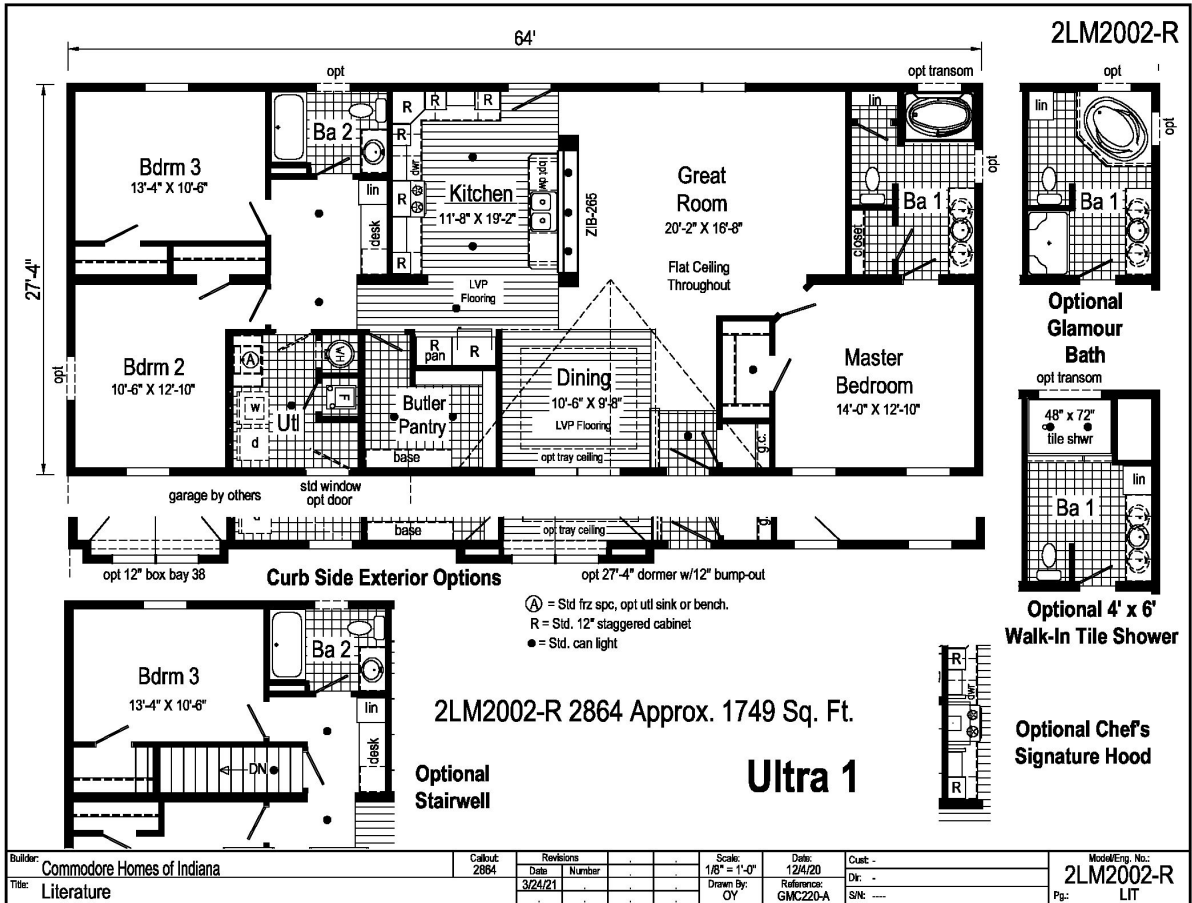 2LM2002-R
64'
27'-4"
opt
opt transom
Bdrm 3
13'-4" X 10'-6"
Ba 2
lin
desk
R
R
R
R
R
R
dwr
Kitchen
11'-8" X 19'-2"
opt dw
ZIB-265
LVP
Flooring
Great
Room
20'-2" X 16'-8"
Flat Ceiling
Throughout
lin
Ba 1
closet
opt
Bdrm 2
10'-6" X 12'-10"
opt
A
W
d
Utl
WH
F
R
pan
R
Butler
Pantry
base
Dining
10'-6" X 9'-8"
LVP Flooring
opt tray ceiling
g.c.
Master
Bedroom
14'-0" X 12'-10"
garage by others
std window
opt door
base
opt tray ceiling
opt 12" box bay 38
Curb Side Exterior Options
opt 27'-4" dormer w/12" bump-out
A = Std frz spc, opt utl sink or bench.
R = Std. 12" staggered cabinet
● = Std. can light
opt
lin
opt
Ba 1
Optional
Glamour
Bath
opt transom
48" x 72"
tile shwr
lin
Ba 1
Optional 4' x 6'
Walk-In Tile Shower
Bdrm 3
13'-4" X 10'-6"
Ba 2
lin
desk
DN
Optional
Stairwell
2LM2002-R 2864 Approx. 1749 Sq. Ft.
Ultra 1
R
dwr
R
Optional Chef's
Signature Hood
Builder: Commodore Homes of Indiana
Title: Literature
Callout: 2864
Revisions
Date Number
3/24/21
Scale: 1/8" = 1'-0"
Drawn By: OY
Date: 12/4/20
Reference: GMC220-A
Cust: -
Dir: -
S/N: ----
Model/Eng. No.: 2LM2002-R
Pg.: LIT